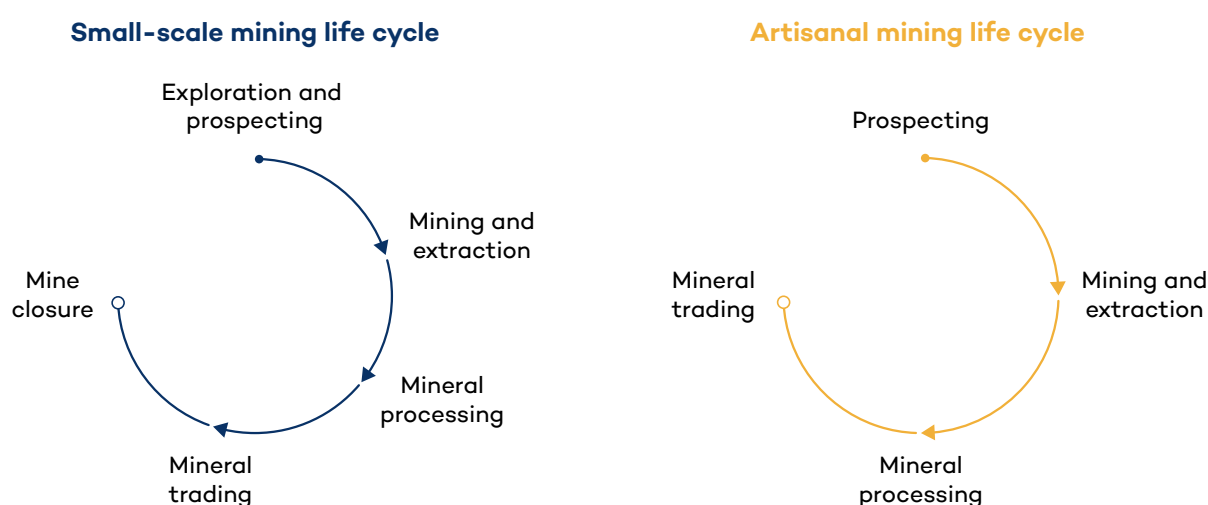 Small-scale mining life cycle
Exploration and
prospecting
Mining and
extraction
Mineral
processing
Mineral
trading
Mine
closure
Artisanal mining life cycle
Prospecting
Mining and
extraction
Mineral
processing
Mineral
trading